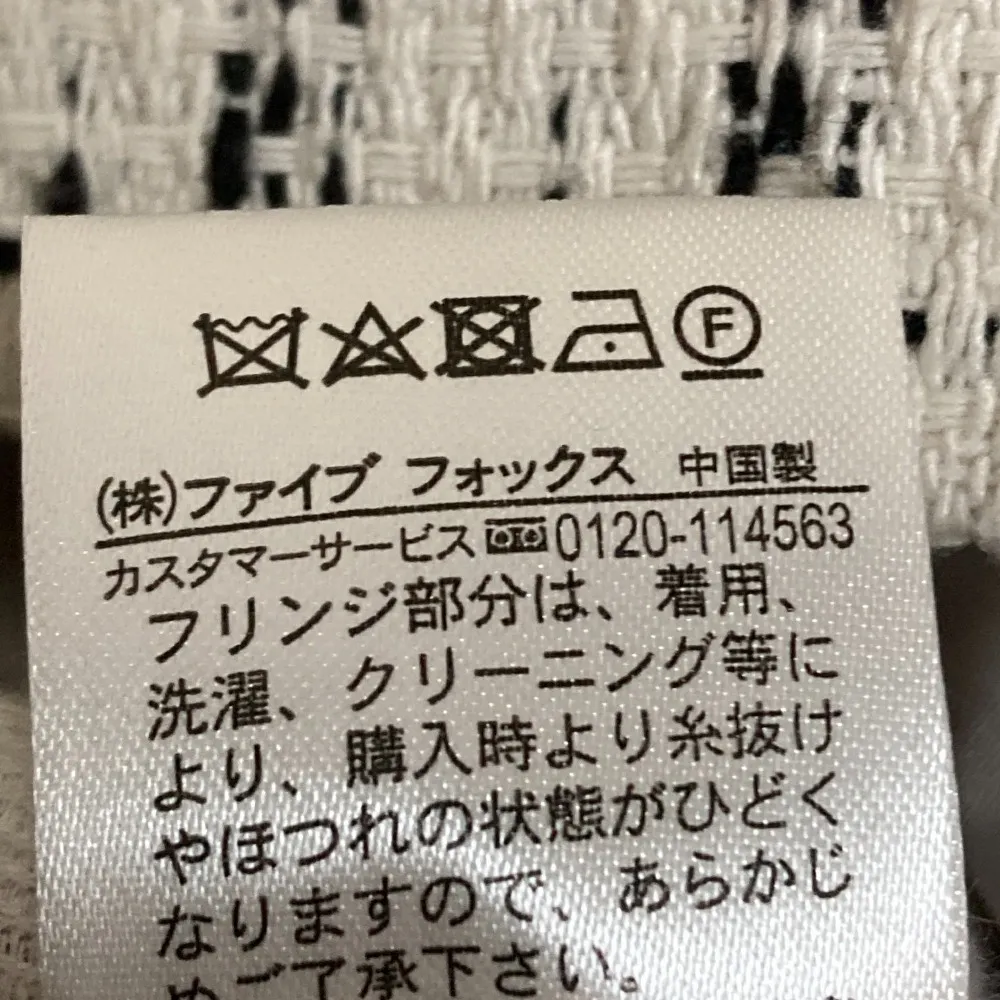 F
(株)ファイブ フォックス 中国製
カスタマーサービス 0120-114563
フリンジ部分は、着用、
洗濯、クリーニング等に
より、購入時より糸抜け
やほつれの状態がひどく
なりますので、あらかじ
めご了承下さい。